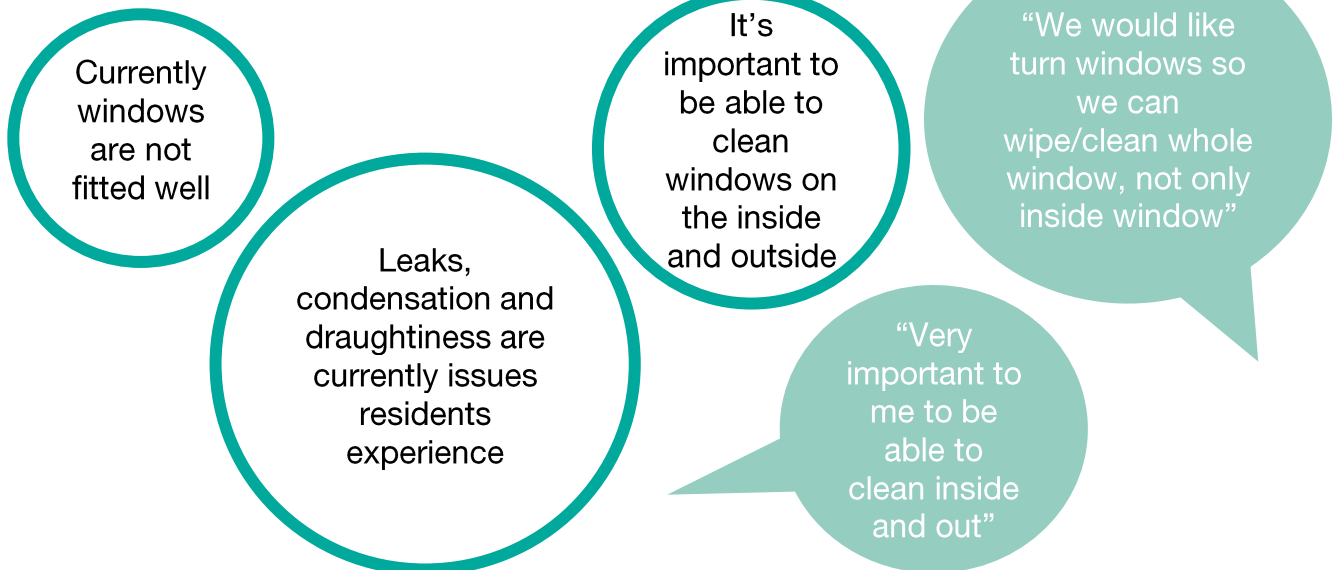 Currently
windows
are not
fitted well
Leaks,
condensation and
draughtiness are
currently issues
residents
experience
It’s
important to
be able to
clean
windows on
the inside
and outside
“We would like
turn windows so
we can
wipe/clean whole
window, not only
inside window”
“Very
important to
me to be
able to
clean inside
and out”